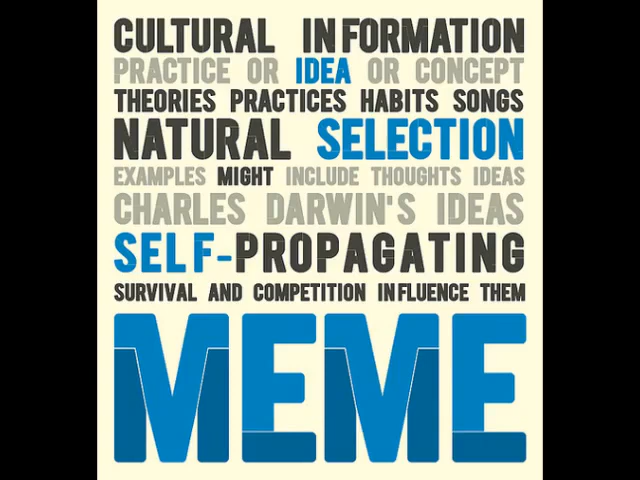 CULTURAL INFORMATION
PRACTICE OR IDEA OR CONCEPT
THEORIES PRACTICES HABITS SONGS
NATURAL SELECTION
EXAMPLES MIGHT INCLUDE THOUGHTS IDEAS
CHARLES DARWIN'S IDEAS
SELF-PROPAGATING
SURVIVAL AND COMPETITION INFLUENCE THEM
MEME